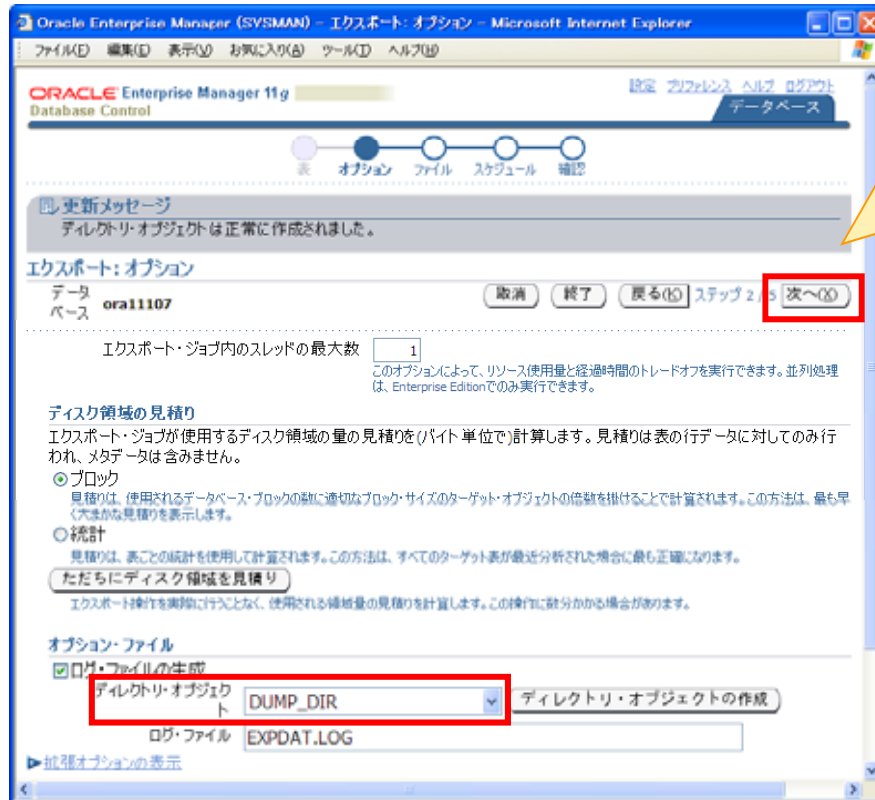 Oracle Enterprise Manager (SYSMAN) - エクスポート: オプション - Microsoft Internet Explorer
ファイル(F) 編集(E) 表示(V) お気に入り(A) ツール(T) ヘルプ(H)
ORACLE Enterprise Manager 11g
Database Control
設定 プリファレンス ヘルプ ログアウト
データベース
表 オプション ファイル スケジュール 確認
更新メッセージ
ディレクトリ・オブジェクトは正常に作成されました。
エクスポート: オプション
データベース ora11107
取消 終了 戻る(K) ステップ 2 / 5 次へ(X)
エクスポート・ジョブ内のスレッドの最大数 1
このオプションによって、リソース使用量と経過時間のトレードオフを実行できます。並列処理
は、Enterprise Editionでのみ実行できます。
ディスク領域の見積り
エクスポート・ジョブが使用するディスク領域の量の見積りを(バイト単位で)計算します。見積りは表の行データに対してのみ行
われ、メタデータは含みません。
ブロック
見積りは、使用されるデータベース・ブロックの数に適切なブロック・サイズのターゲット・オブジェクトの倍数を掛けることで計算されます。この方法は、最も早
く大まかな見積りを表示します。
統計
見積りは、表ごとの統計を使用して計算されます。この方法は、すべてのターゲット表が最近分析された場合に最も正確になります。
ただちにディスク領域を見積り
エクスポート操作を実際に行うことなく、使用される領域量の見積りを計算します。この操作に数分かかる場合があります。
オプション・ファイル
ログ・ファイルの生成
ディレクトリ・オブジェクト DUMP_DIR ディレクトリ・オブジェクトの作成
ログ・ファイル EXPDAT.LOG
拡張オプションの表示